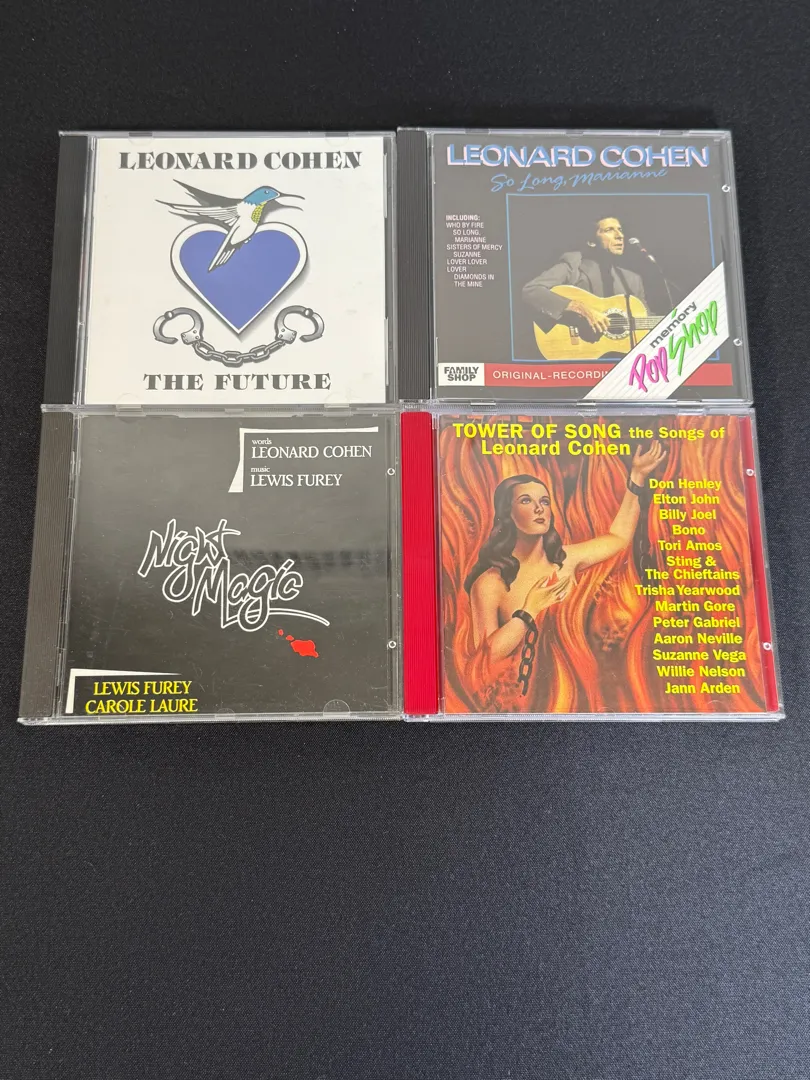 LEONARD COHEN
THE FUTURE
LEONARD COHEN
So Long, Marianne
INCLUDING:
WHO BY FIRE
SO LONG,
MARIANNE
SISTERS OF MERCY
SUZANNE
LOVER LOVER
LOVER
DIAMONDS IN
THE MINE
memory
Pop Shop
FAMILY
SHOP
ORIGINAL-RECORDIN
words
LEONARD COHEN
music
LEWIS FUREY
Night
Magic
LEWIS FUREY
CAROLE LAURE
TOWER OF SONG the Songs of
Leonard Cohen
Don Henley
Elton John
Billy Joel
Bono
Tori Amos
Sting &
The Chieftains
Trisha Yearwood
Martin Gore
Peter Gabriel
Aaron Neville
Suzanne Vega
Willie Nelson
Jann Arden